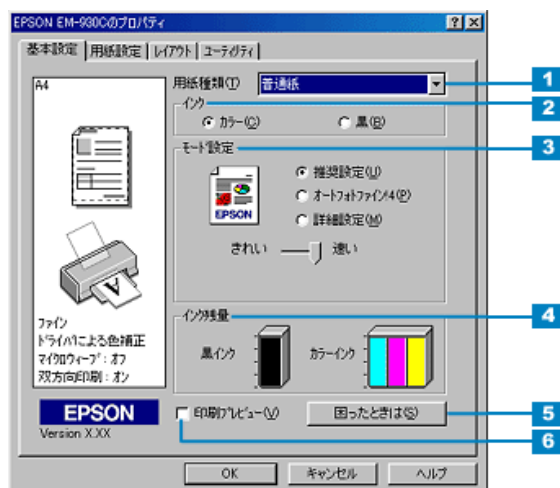 EPSON EM-930Cのプロパティ
基本設定 用紙設定 レイアウト ユーティリティ
A4
用紙種類(T) 普通紙
1
インク
2
カラー(C) 黒(B)
モード設定
3
推奨設定(U)
オートフォトファイン!4(P)
詳細設定(M)
EPSON
きれい 速い
ファイン
ドライバによる色補正
マイクロウィーブ: オフ
双方向印刷: オン
インク残量
4
黒インク カラーインク
EPSON
Version X.XX
印刷プレビュー(V) 困ったときは(S)
5
6
OK キャンセル ヘルプ